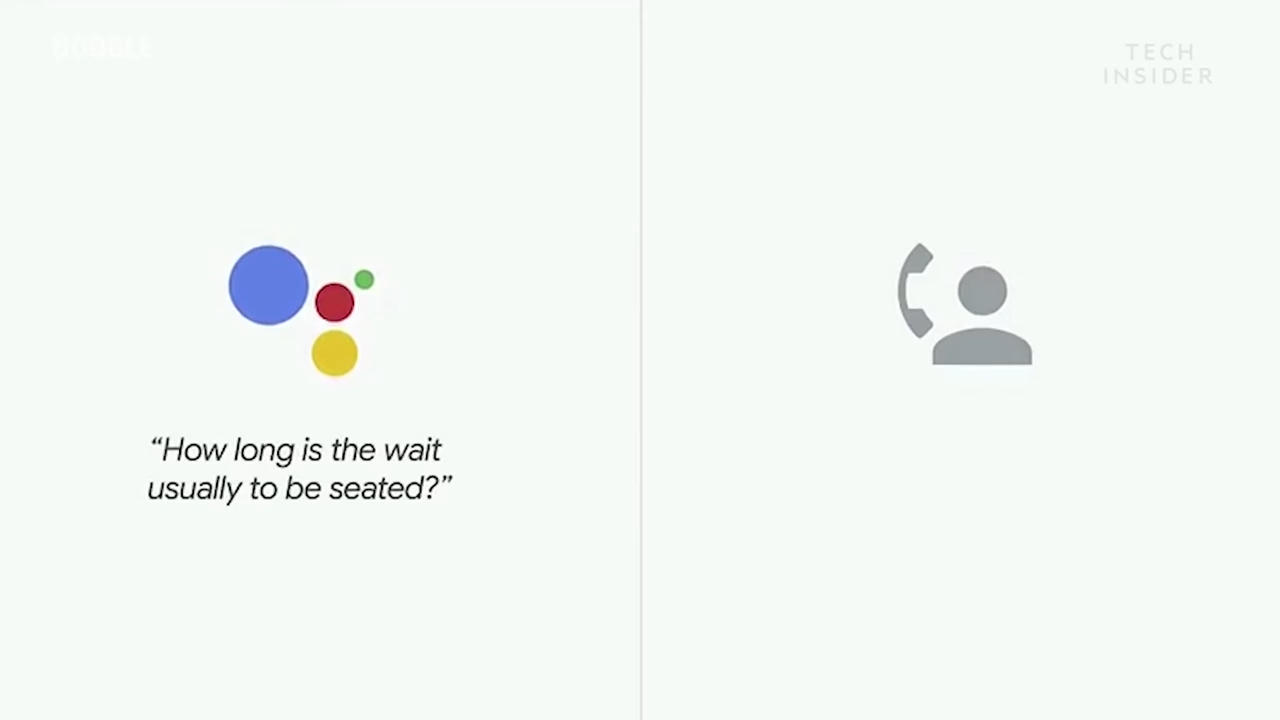 TECH
INSIDER
“How long is the wait
usually to be seated?”